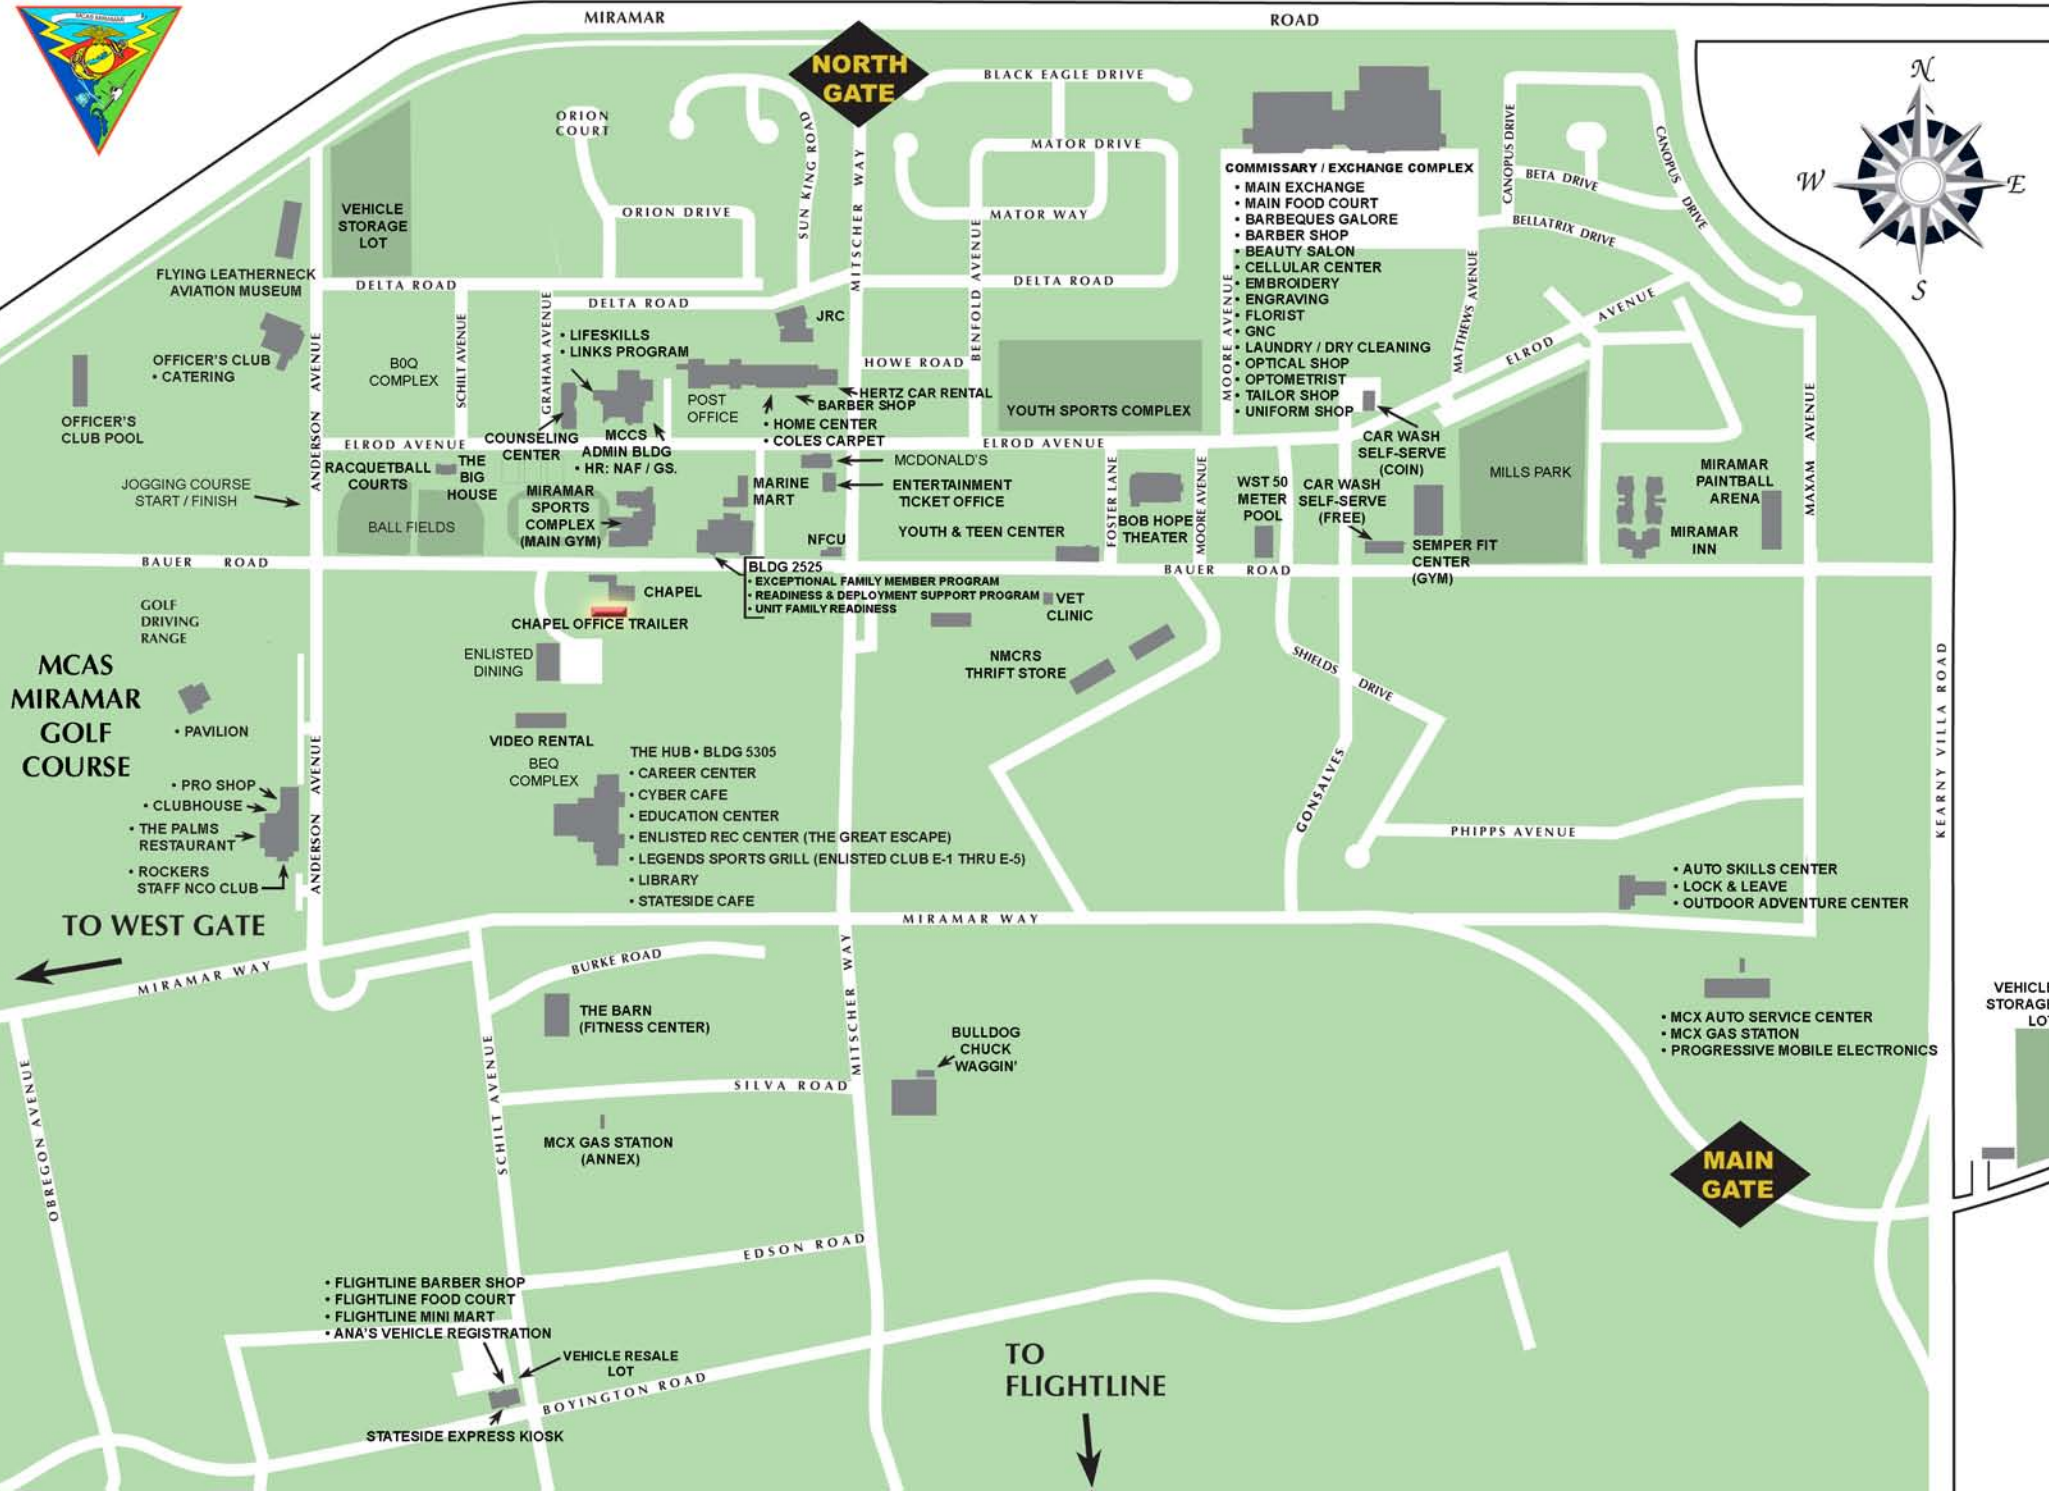 MCAS MIRAMAR
MIRAMAR ROAD
NORTH
GATE
BLACK EAGLE DRIVE
ORION
COURT
SUN KING ROAD
MITSCHER WAY
MATOR DRIVE
ORION DRIVE
MATOR WAY
BENFOLD AVENUE
DELTA ROAD
CANOPUS DRIVE
CANOPUS DRIVE
BETA DRIVE
BELLATRIX DRIVE
N
W
E
S
COMMISSARY / EXCHANGE COMPLEX
• MAIN EXCHANGE
• MAIN FOOD COURT
• BARBEQUES GALORE
• BARBER SHOP
• BEAUTY SALON
• CELLULAR CENTER
• EMBROIDERY
• ENGRAVING
• FLORIST
• GNC
• LAUNDRY / DRY CLEANING
• OPTICAL SHOP
• OPTOMETRIST
• TAILOR SHOP
• UNIFORM SHOP
MOORE AVENUE
MATTHEWS AVENUE
ELROD AVENUE
VEHICLE
STORAGE
LOT
FLYING LEATHERNECK
AVIATION MUSEUM
DELTA ROAD
DELTA ROAD
JRC
OFFICER'S CLUB
• CATERING
OFFICER'S
CLUB POOL
ANDERSON AVENUE
B0Q
COMPLEX
SCHILT AVENUE
GRAHAM AVENUE
• LIFESKILLS
• LINKS PROGRAM
HOWE ROAD
POST
OFFICE
HERTZ CAR RENTAL
BARBER SHOP
• HOME CENTER
• COLES CARPET
YOUTH SPORTS COMPLEX
ELROD AVENUE
COUNSELING
CENTER
MCCS
ADMIN BLDG
• HR: NAF / GS.
ELROD AVENUE
CAR WASH
SELF-SERVE
(COIN)
RACQUETBALL
COURTS
THE
BIG
HOUSE
MCDONALD'S
MARINE
MART
ENTERTAINMENT
TICKET OFFICE
JOGGING COURSE
START / FINISH
BALL FIELDS
MIRAMAR
SPORTS
COMPLEX
(MAIN GYM)
NFCU
YOUTH & TEEN CENTER
FOSTER LANE
BOB HOPE
THEATER
MOORE AVENUE
WST 50
METER
POOL
CAR WASH
SELF-SERVE
(FREE)
SEMPER FIT
CENTER
(GYM)
MILLS PARK
MIRAMAR
PAINTBALL
ARENA
MIRAMAR
INN
MAXAM AVENUE
BAUER ROAD
BAUER ROAD
BLDG 2525
• EXCEPTIONAL FAMILY MEMBER PROGRAM
• READINESS & DEPLOYMENT SUPPORT PROGRAM
• UNIT FAMILY READINESS
CHAPEL
CHAPEL OFFICE TRAILER
VET
CLINIC
GOLF
DRIVING
RANGE
MCAS
MIRAMAR
GOLF
COURSE
ENLISTED
DINING
NMCRS
THRIFT STORE
SHIELDS DRIVE
KEARNY VILLA ROAD
• PAVILION
VIDEO RENTAL
BEQ
COMPLEX
THE HUB • BLDG 5305
• CAREER CENTER
• CYBER CAFE
• EDUCATION CENTER
• ENLISTED REC CENTER (THE GREAT ESCAPE)
• LEGENDS SPORTS GRILL (ENLISTED CLUB E-1 THRU E-5)
• LIBRARY
• STATESIDE CAFE
• PRO SHOP
• CLUBHOUSE
• THE PALMS
RESTAURANT
• ROCKERS
STAFF NCO CLUB
ANDERSON AVENUE
GONSALVES
PHIPPS AVENUE
• AUTO SKILLS CENTER
• LOCK & LEAVE
• OUTDOOR ADVENTURE CENTER
TO WEST GATE
MIRAMAR WAY
MIRAMAR WAY
BURKE ROAD
THE BARN
(FITNESS CENTER)
MITSCHER WAY
BULLDOG
CHUCK
WAGGIN'
• MCX AUTO SERVICE CENTER
• MCX GAS STATION
• PROGRESSIVE MOBILE ELECTRONICS
VEHICLE
STORAGE
LOT
OBREGON AVENUE
SCHILT AVENUE
SILVA ROAD
MCX GAS STATION
(ANNEX)
MAIN
GATE
EDSON ROAD
• FLIGHTLINE BARBER SHOP
• FLIGHTLINE FOOD COURT
• FLIGHTLINE MINI MART
• ANA'S VEHICLE REGISTRATION
VEHICLE RESALE
LOT
BOYINGTON ROAD
STATESIDE EXPRESS KIOSK
TO
FLIGHTLINE